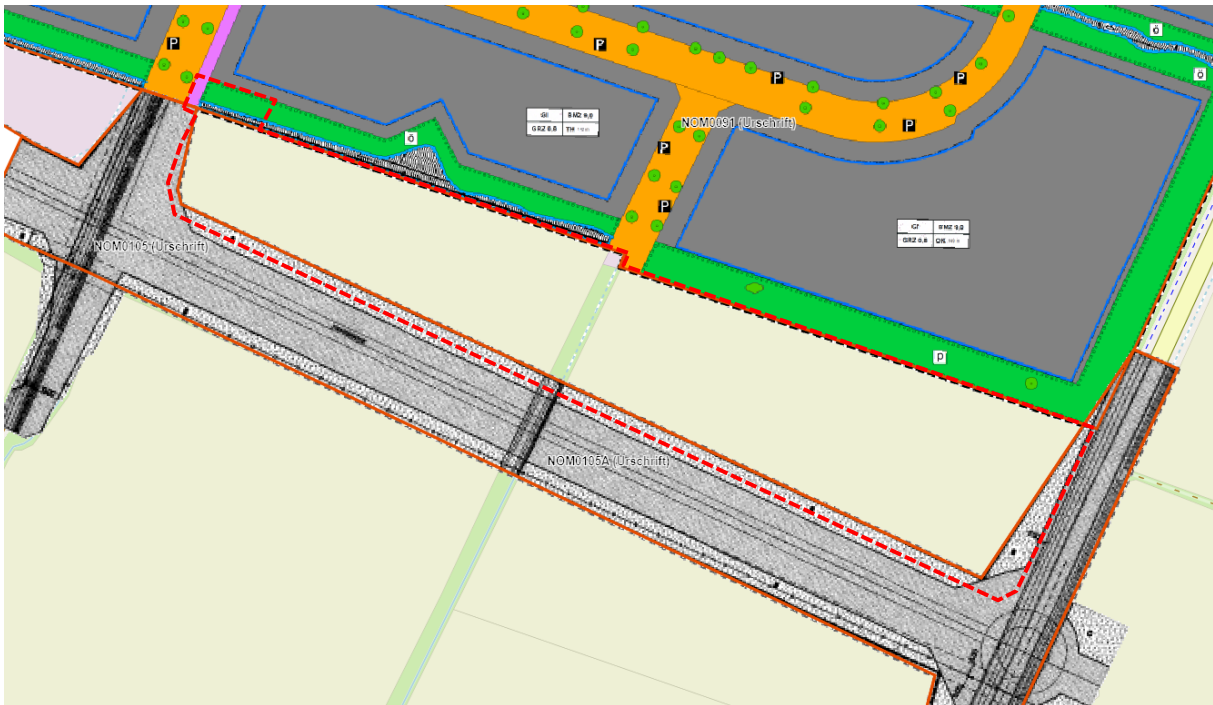 ö
P
ö
P
P
GI BMZ 9,0
GRZ 0,8 TH
NOM0091 (Urschrift)
P
ö
P
P
GI BMZ 9,0
GRZ 0,8
NOM0105 (Urschrift)
p
NOM0105A (Urschrift)